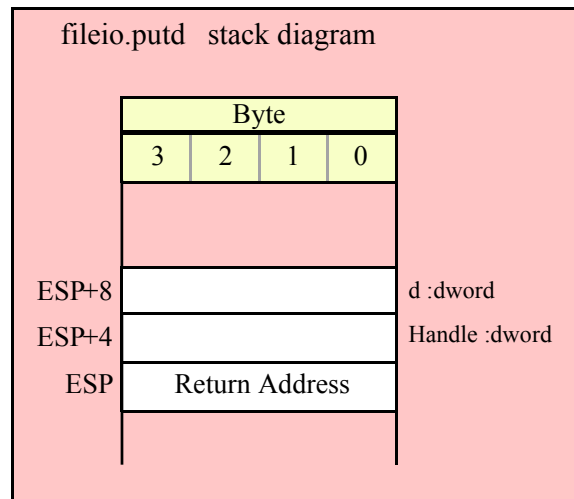 fileio.putd stack diagram
Byte
3 2 1 0
ESP+8 d :dword
ESP+4 Handle :dword
ESP Return Address